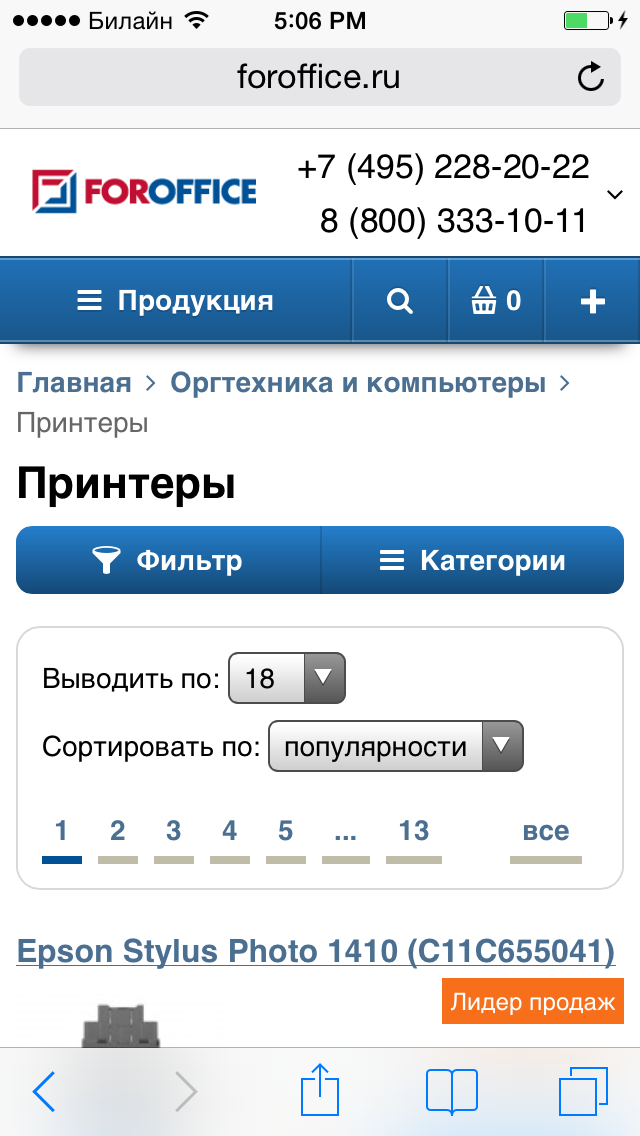 Билайн 5:06 PM
foroffice.ru
FOROFFICE
+7 (495) 228-20-22
8 (800) 333-10-11
Продукция 0
Главная > Оргтехника и компьютеры >
Принтеры
Принтеры
Фильтр Категории
Выводить по: 18
Сортировать по: популярности
1 2 3 4 5 ... 13 все
Epson Stylus Photo 1410 (C11C655041)
Лидер продаж